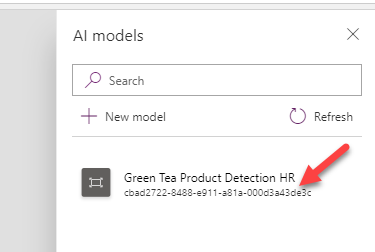 AI models
Search
New model
Refresh
Green Tea Product Detection HR
cbad2722-8488-e911-a81a-000d3a43de3c